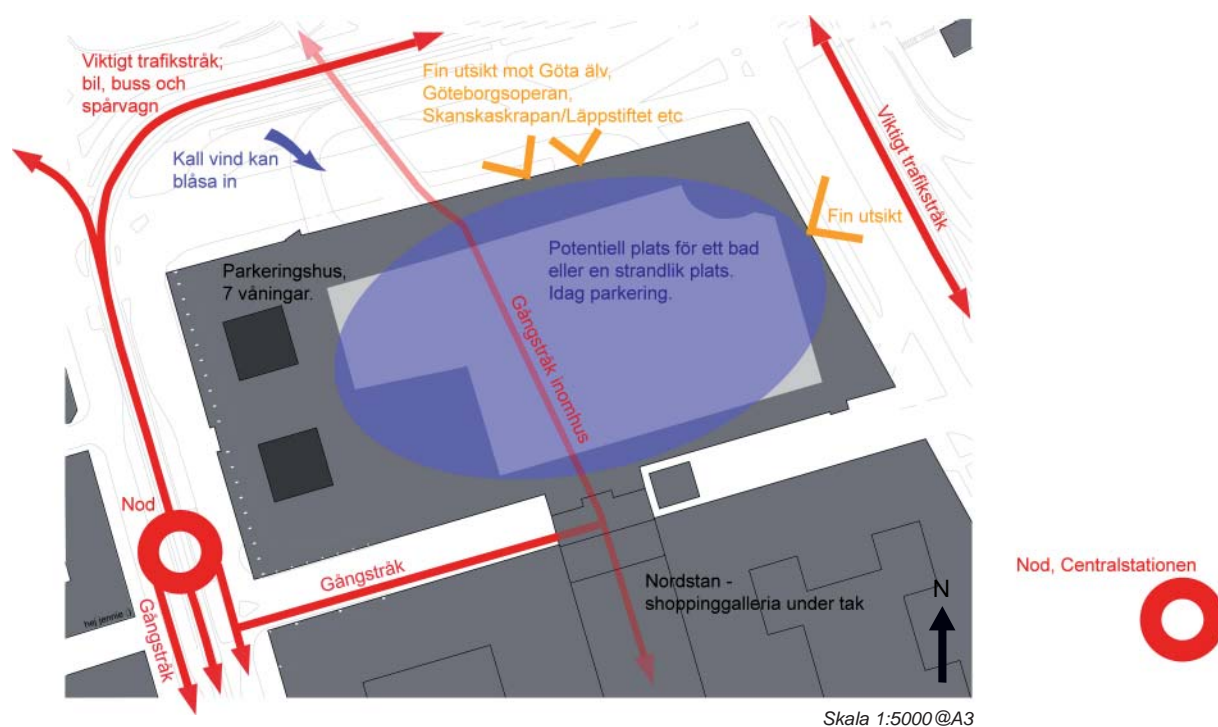 Viktigt trafikstråk;
bil, buss och
spårvagn
Fin utsikt mot Göta älv,
Göteborgsoperan,
Skanskaskrapan/Läppstiftet etc
Viktigt trafikstråk
Kall vind kan
blåsa in
Fin utsikt
Parkeringshus,
7 våningar.
Potentiell plats för ett bad
eller en strandlik plats.
Idag parkering.
Gångstråk inomhus
Nod
Gångstråk
Gångstråk
hej jennie :)
Nordstan -
shoppinggalleria under tak
N
Nod, Centralstationen
Skala 1:5000@A3